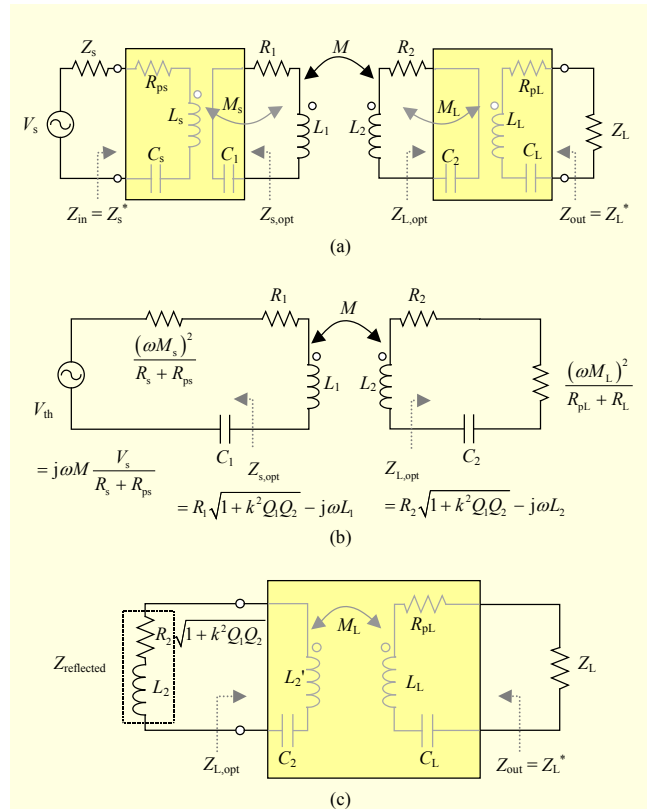 Z_s
R_ps
V_s
L_s
M_s
C_s
C_1
R_1
M
L_1
R_2
L_2
M_L
C_2
R_pL
L_L
C_L
Z_L
Z_in = Z_s^*
Z_s,opt
Z_L,opt
Z_out = Z_L^*
(a)
R_1
M
R_2
(ωM_s)^2 / (R_s + R_ps)
L_1
L_2
(ωM_L)^2 / (R_pL + R_L)
V_th
C_1
C_2
Z_s,opt
Z_L,opt
= jωM V_s / (R_s + R_ps)
= R_1 √(1 + k^2 Q_1 Q_2) − jωL_1
= R_2 √(1 + k^2 Q_1 Q_2) − jωL_2
(b)
R_2 √(1 + k^2 Q_1 Q_2)
M_L
R_pL
Z_reflected
L_2
L_2'
L_L
Z_L
Z_L,opt
C_2
C_L
Z_out = Z_L^*
(c)